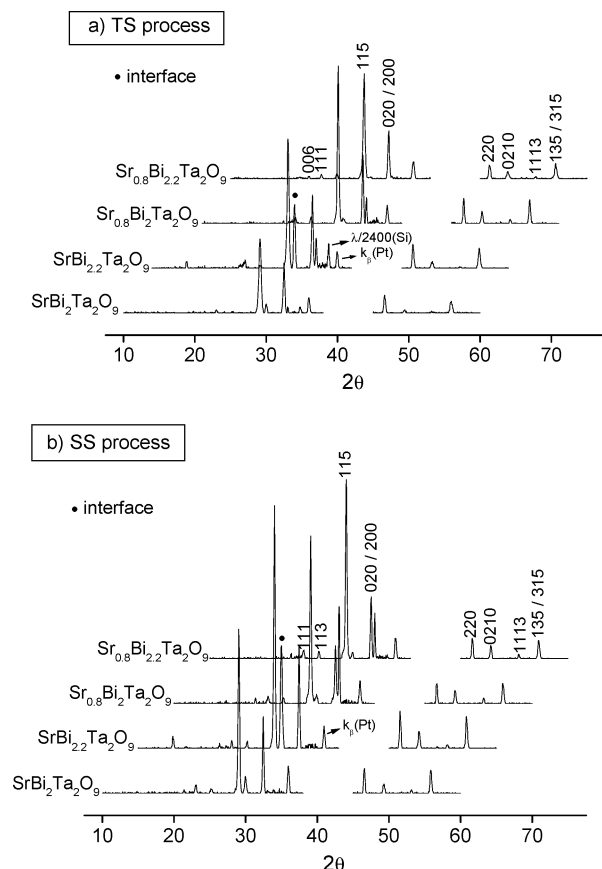 a) TS process
• interface
115
020 / 200
006
111
220
0210
1113
135 / 315
Sr0.8Bi2.2Ta2O9
Sr0.8Bi2Ta2O9
λ/2400(Si)
kβ(Pt)
SrBi2.2Ta2O9
SrBi2Ta2O9
10 20 30 40 50 60 70
2θ
b) SS process
• interface
115
020 / 200
111
113
220
0210
1113
135 / 315
Sr0.8Bi2.2Ta2O9
Sr0.8Bi2Ta2O9
kβ(Pt)
SrBi2.2Ta2O9
SrBi2Ta2O9
10 20 30 40 50 60 70
2θ